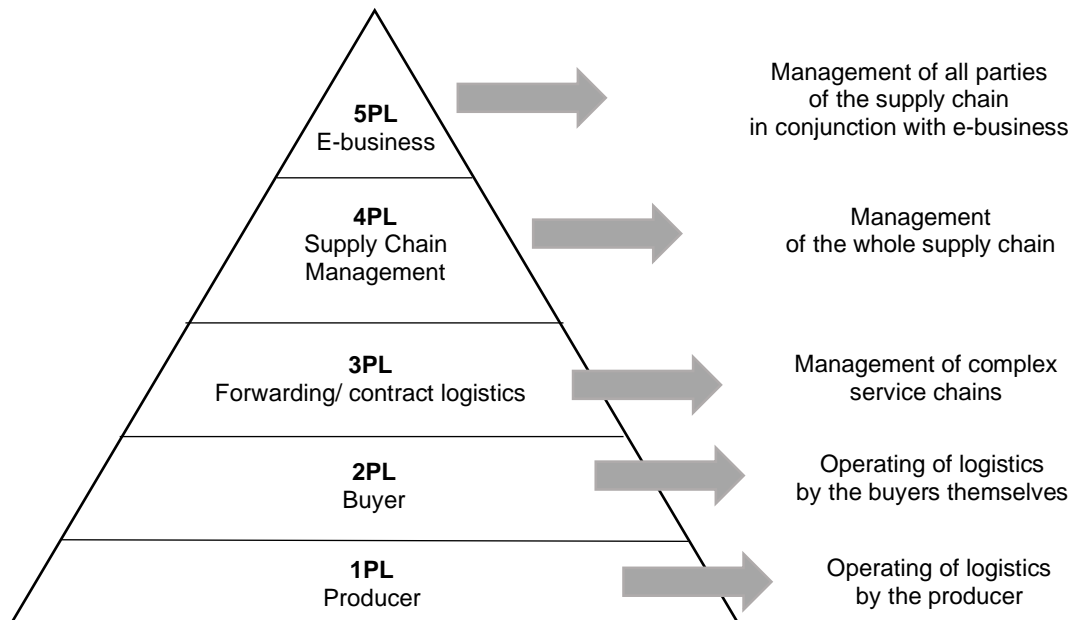 5PL
E-business
Management of all parties
of the supply chain
in conjunction with e-business
4PL
Supply Chain
Management
Management
of the whole supply chain
3PL
Forwarding/ contract logistics
Management of complex
service chains
2PL
Buyer
Operating of logistics
by the buyers themselves
1PL
Producer
Operating of logistics
by the producer